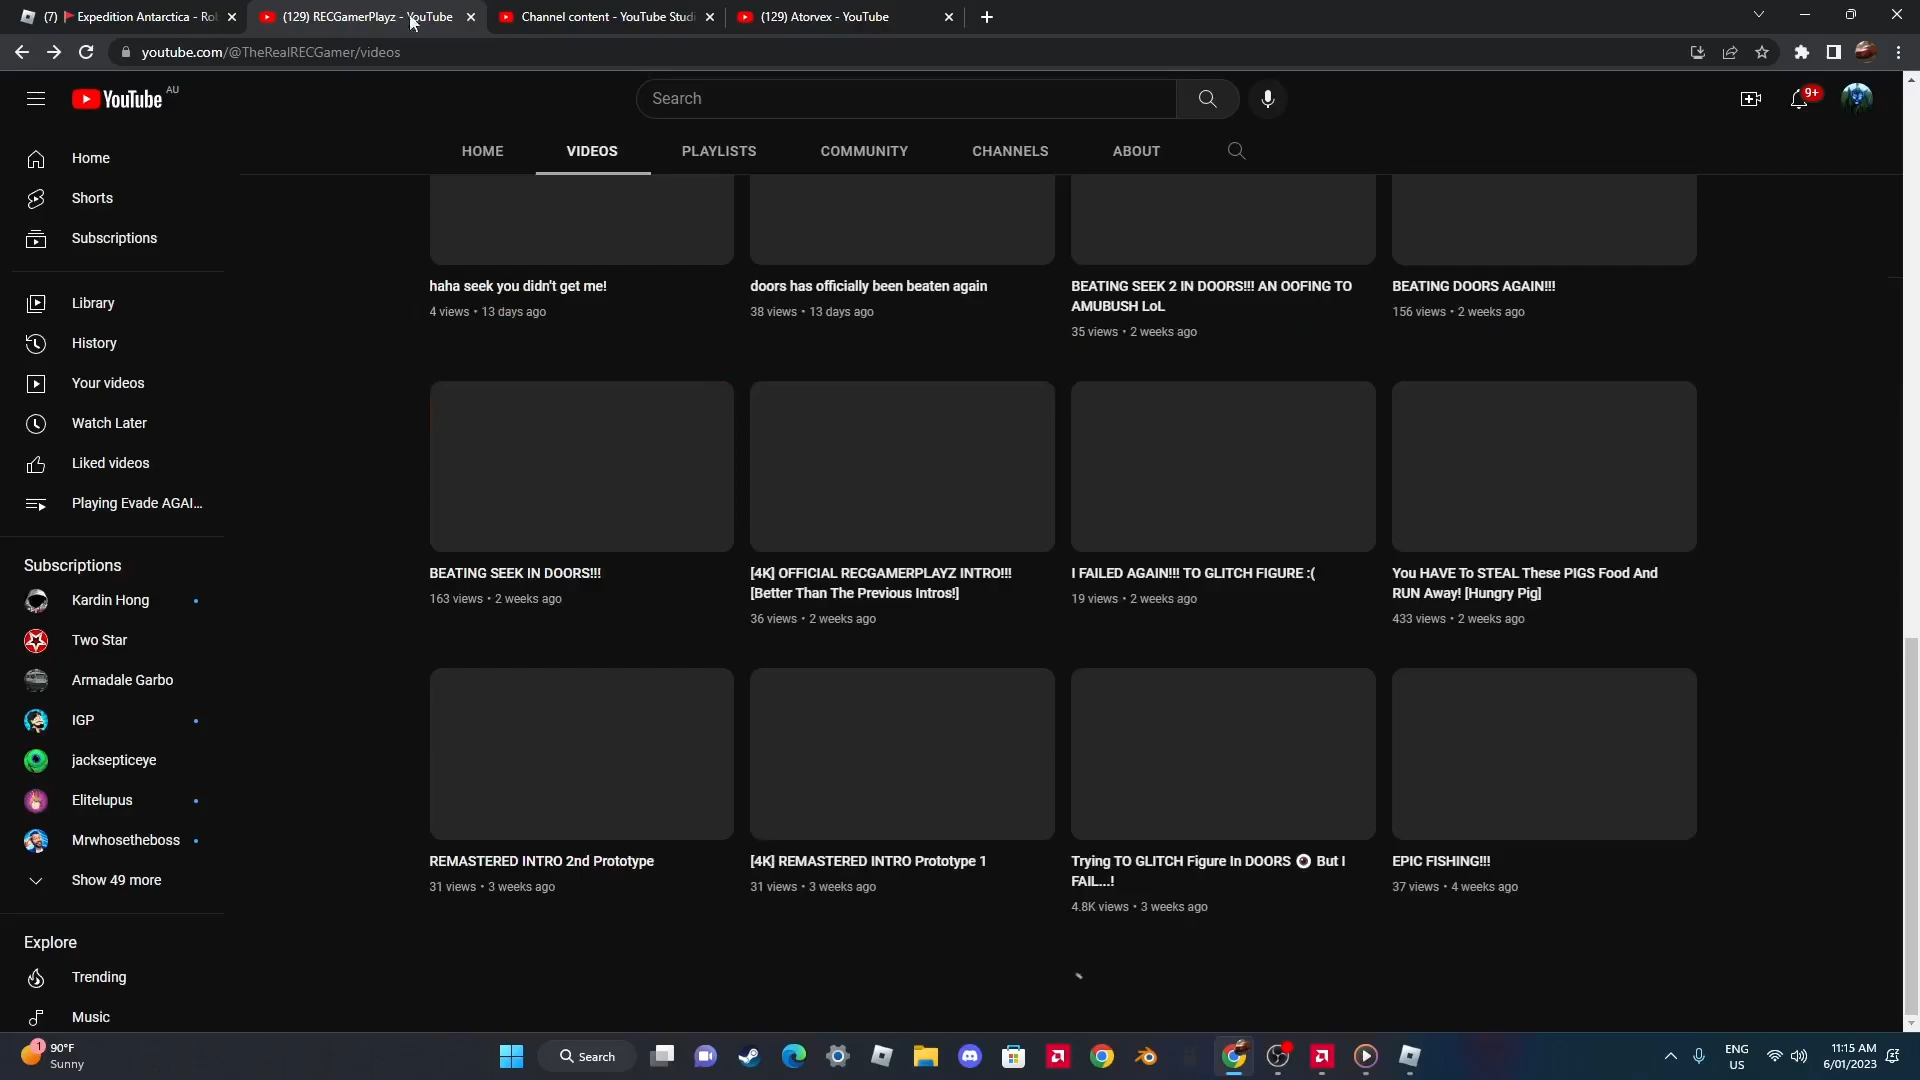 (7) Expedition Antarctica - Rol
(129) RECGamerPlayz - YouTube
Channel content - YouTube Studi
(129) Atorvex - YouTube
youtube.com/@TheRealRECGamer/videos
YouTube AU
Search
9+
HOME
VIDEOS
PLAYLISTS
COMMUNITY
CHANNELS
ABOUT
Home
Shorts
Subscriptions
Library
History
Your videos
Watch Later
Liked videos
Playing Evade AGAI...
Subscriptions
Kardin Hong
Two Star
Armadale Garbo
IGP
jacksepticeye
Elitelupus
Mrwhosetheboss
Show 49 more
Explore
Trending
Music
haha seek you didn't get me!
4 views • 13 days ago
doors has officially been beaten again
38 views • 13 days ago
BEATING SEEK 2 IN DOORS!!! AN OOFING TO
AMUBUSH LoL
35 views • 2 weeks ago
BEATING DOORS AGAIN!!!
156 views • 2 weeks ago
BEATING SEEK IN DOORS!!!
163 views • 2 weeks ago
[4K] OFFICIAL RECGAMERPLAYZ INTRO!!!
[Better Than The Previous Intros!]
36 views • 2 weeks ago
I FAILED AGAIN!!! TO GLITCH FIGURE :(
19 views • 2 weeks ago
You HAVE To STEAL These PIGS Food And
RUN Away! [Hungry Pig]
433 views • 2 weeks ago
REMASTERED INTRO 2nd Prototype
31 views • 3 weeks ago
[4K] REMASTERED INTRO Prototype 1
31 views • 3 weeks ago
Trying TO GLITCH Figure In DOORS 👁 But I
FAIL...!
4.8K views • 3 weeks ago
EPIC FISHING!!!
37 views • 4 weeks ago
1
90°F
Sunny
Search
ENG
US
11:15 AM
6/01/2023